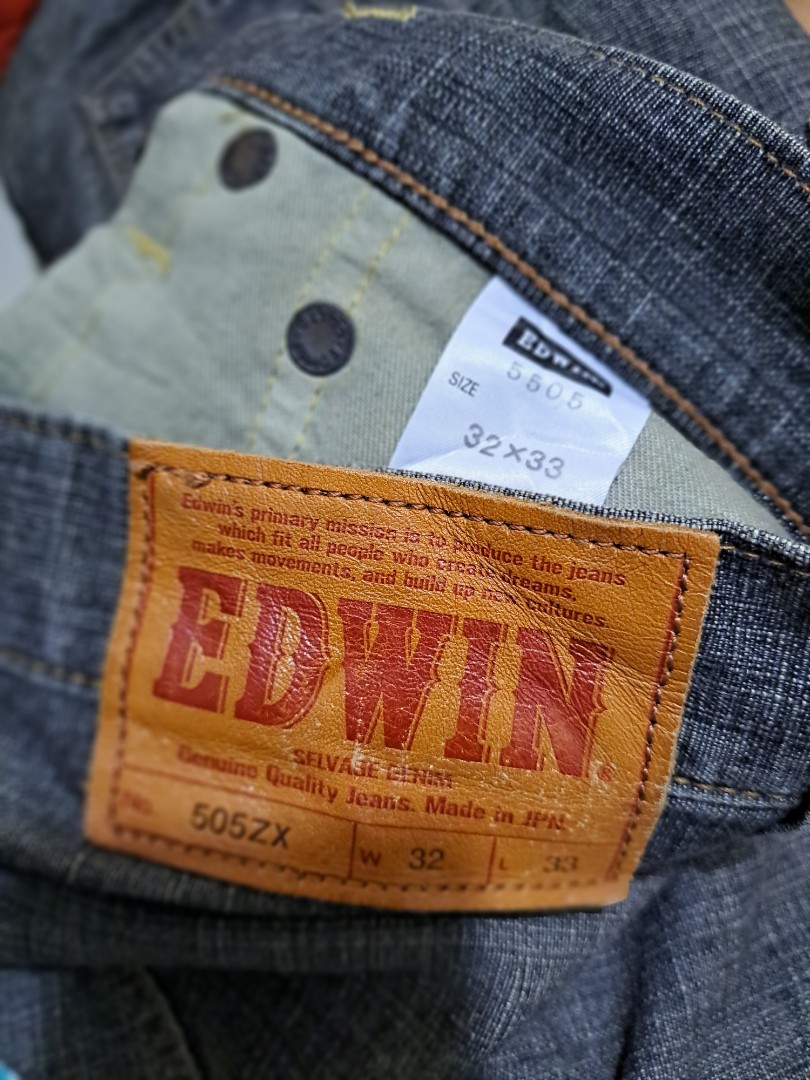 EDWIN
5505
SIZE
32×33
Edwin's primary mission is to produce the jeans
which fit all people who create dreams,
makes movements, and build up new cultures.
EDWIN®
SELVAGE DENIM
Genuine Quality Jeans. Made in JPN
No. 505ZX W 32 L 33